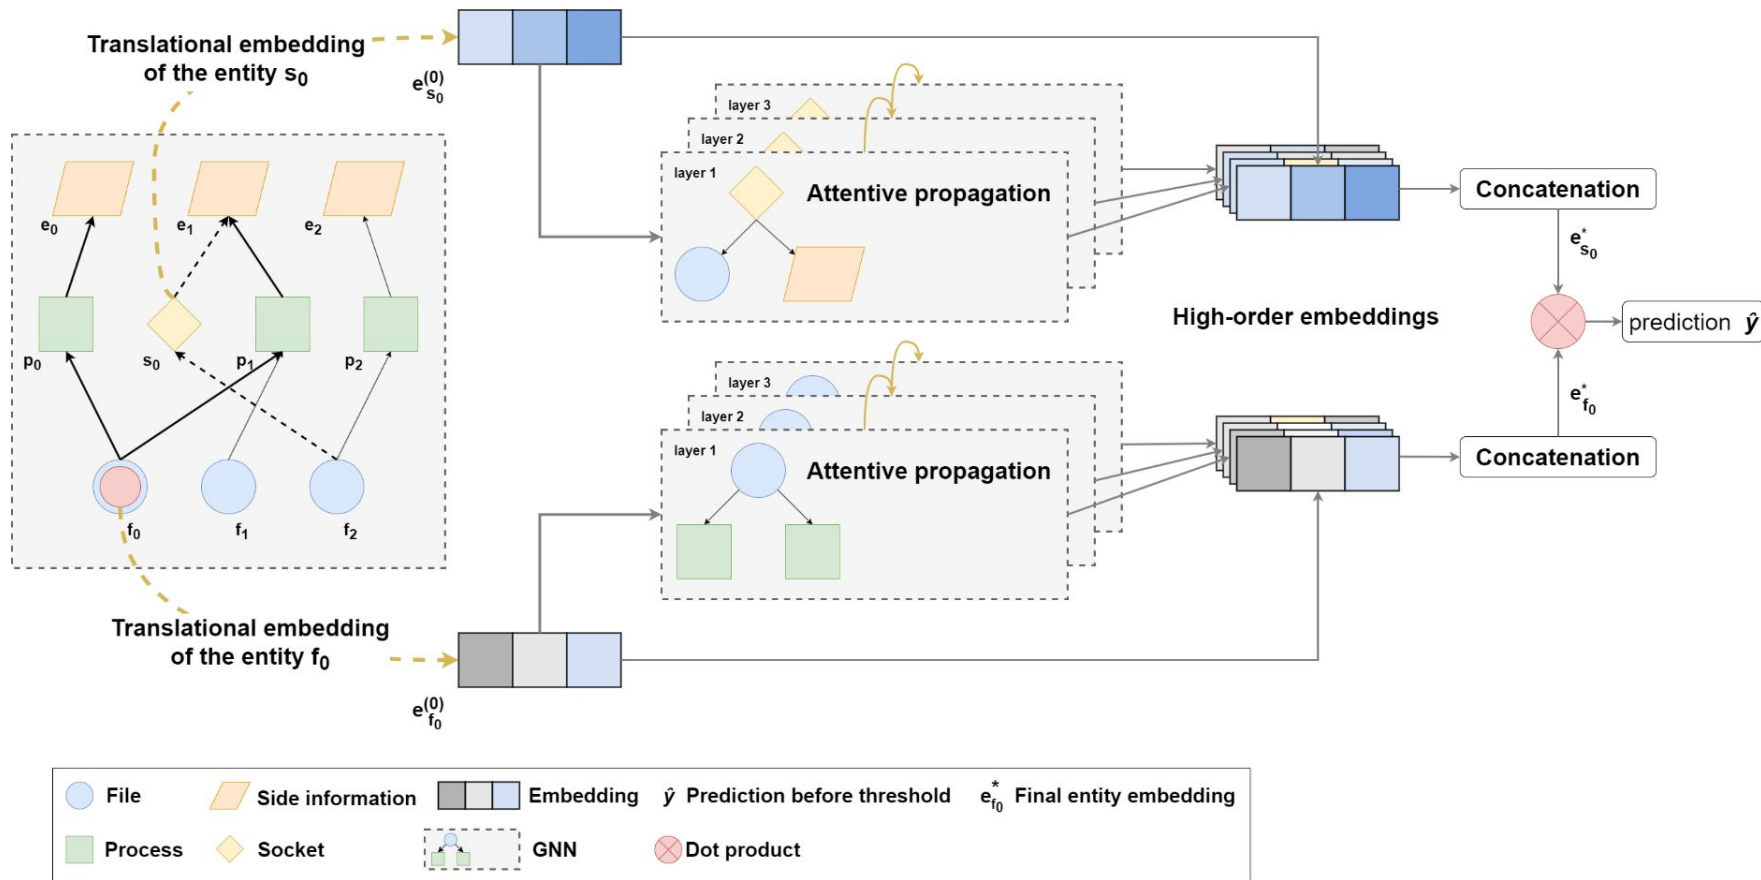 Translational embedding
of the entity s0
e(0)s0
e0
e1
e2
p0
s0
p1
p2
f0
f1
f2
Translational embedding
of the entity f0
e(0)f0
layer 3
layer 2
layer 1
Attentive propagation
layer 3
layer 2
layer 1
Attentive propagation
High-order embeddings
Concatenation
e*s0
prediction ŷ
e*f0
Concatenation
File
Side information
Embedding
ŷ Prediction before threshold
e*f0 Final entity embedding
Process
Socket
GNN
Dot product